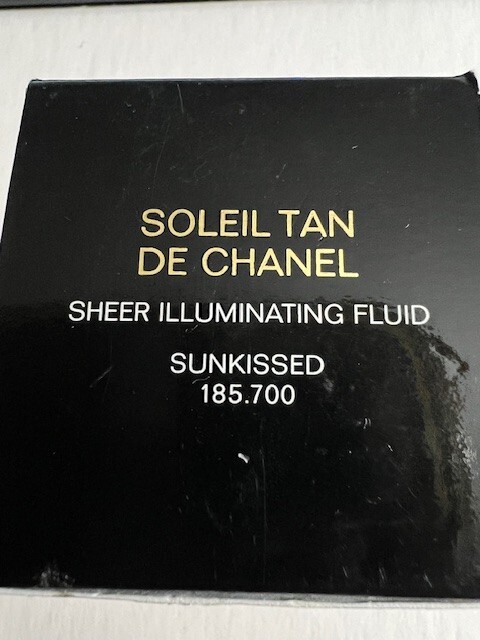 SOLEIL TAN
DE CHANEL
SHEER ILLUMINATING FLUID
SUNKISSED
185.700